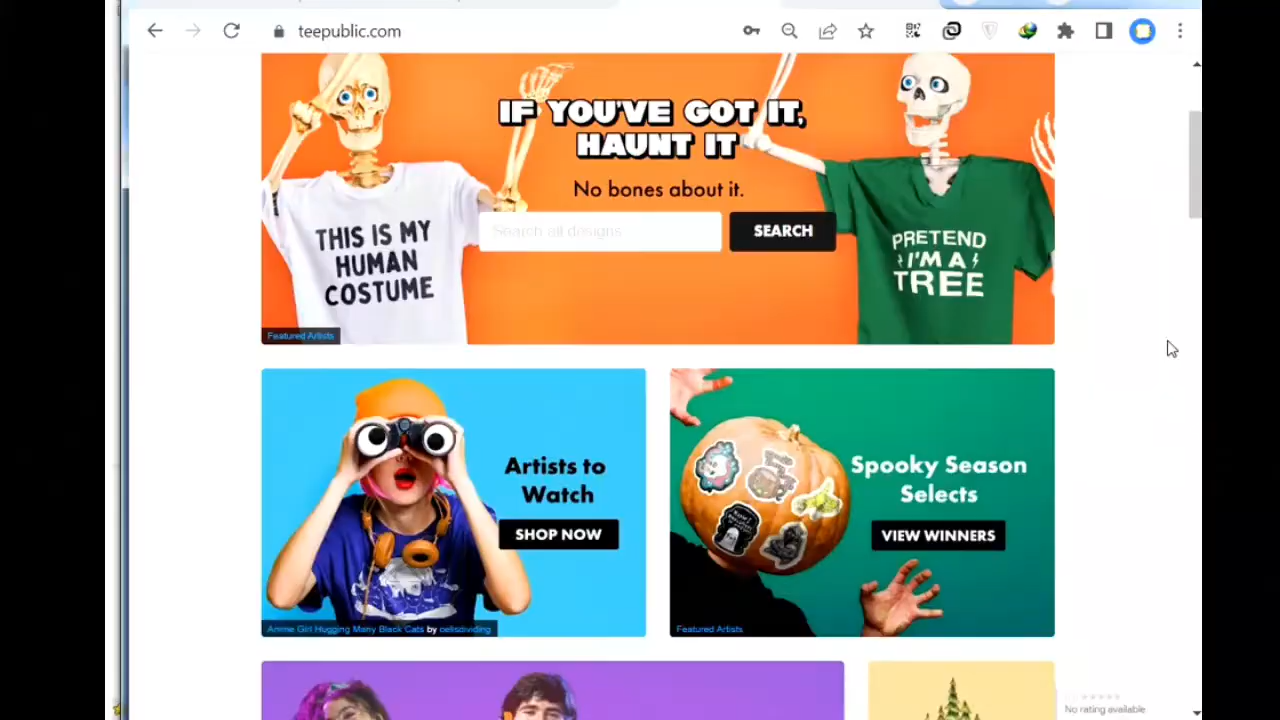 teepublic.com
IF YOU'VE GOT IT,
HAUNT IT
No bones about it.
Search all designs
SEARCH
THIS IS MY
HUMAN
COSTUME
PRETEND
I'M A
TREE
Featured Artists
Artists to
Watch
SHOP NOW
Anime Girl Hugging Many Black Cats by oelisdividing
Spooky Season
Selects
VIEW WINNERS
Featured Artists
No rating available